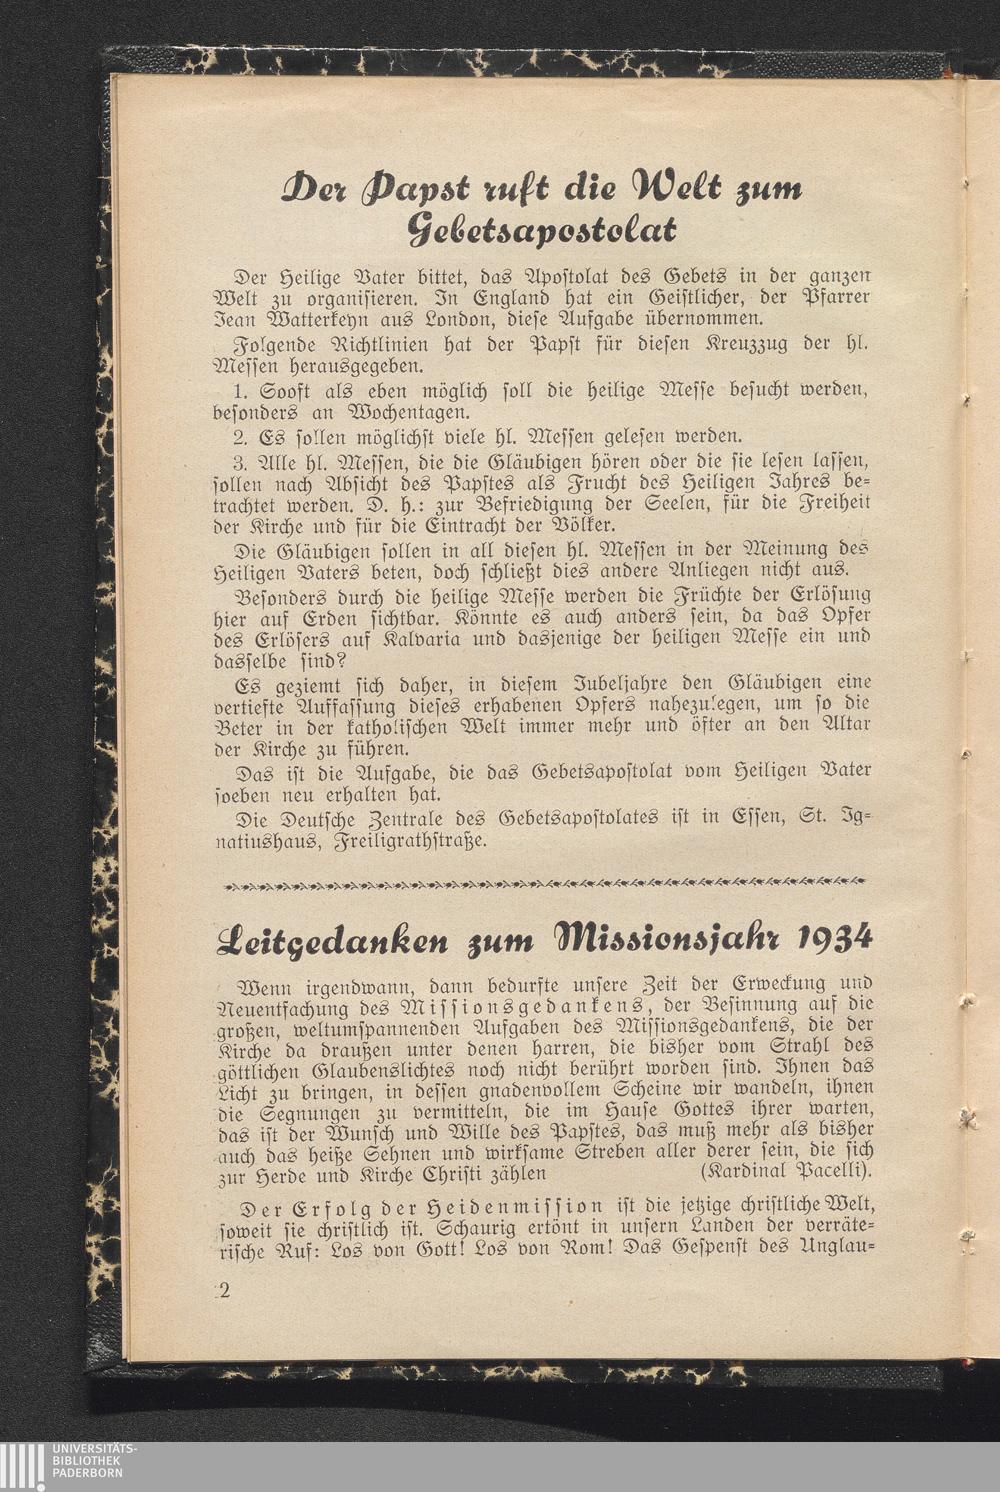 Der Papst ruft die Welt zum
Gebetsapostolat
Der Heilige Vater bittet, das Apostolat des Gebets in der ganzen
Welt zu organisieren. In England hat ein Geistlicher, der Pfarrer
Jean Watterkeyn aus London, diese Aufgabe übernommen.
Folgende Richtlinien hat der Papst für diesen Kreuzzug der hl.
Messen herausgegeben.
1. Sooft als eben möglich soll die heilige Messe besucht werden,
besonders an Wochentagen.
2. Es sollen möglichst viele hl. Messen gelesen werden.
3. Alle hl. Messen, die die Gläubigen hören oder die sie lesen lassen,
sollen nach Absicht des Papstes als Frucht des Heiligen Jahres be-
trachtet werden. D. h.: zur Befriedigung der Seelen, für die Freiheit
der Kirche und für die Eintracht der Völker.
Die Gläubigen sollen in all diesen hl. Messen in der Meinung des
Heiligen Vaters beten, doch schließt dies andere Anliegen nicht aus.
Besonders durch die heilige Messe werden die Früchte der Erlösung
hier auf Erden sichtbar. Könnte es auch anders sein, da das Opfer
des Erlösers auf Kalvaria und dasjenige der heiligen Messe ein und
dasselbe sind?
Es geziemt sich daher, in diesem Jubeljahre den Gläubigen eine
vertiefte Auffassung dieses erhabenen Opfers nahezulegen, um so die
Beter in der katholischen Welt immer mehr und öfter an den Altar
der Kirche zu führen.
Das ist die Aufgabe, die das Gebetsapostolat vom Heiligen Vater
soeben neu erhalten hat.
Die Deutsche Zentrale des Gebetsapostolates ist in Essen, St. Ig-
natiushaus, Freiligrathstraße.
Leitgedanken zum Missionsjahr 1934
Wenn irgendwann, dann bedurfte unsere Zeit der Erweckung und
Neuentfachung des Missionsgedankens, der Besinnung auf die
großen, weltumspannenden Aufgaben des Missionsgedankens, die der
Kirche da draußen unter denen harren, die bisher vom Strahl des
göttlichen Glaubenslichtes noch nicht berührt worden sind. Ihnen das
Licht zu bringen, in dessen gnadenvollem Scheine wir wandeln, ihnen
die Segnungen zu vermitteln, die im Hause Gottes ihrer warten,
das ist der Wunsch und Wille des Papstes, das muß mehr als bisher
auch das heiße Sehnen und wirksame Streben aller derer sein, die sich
zur Herde und Kirche Christi zählen (Kardinal Pacelli).
Der Erfolg der Heidenmission ist die jetzige christliche Welt,
soweit sie christlich ist. Schaurig ertönt in unsern Landen der verräte-
rische Ruf: Los von Gott! Los von Rom! Das Gespenst des Unglau-
2
UNIVERSITÄTS-
BIBLIOTHEK
PADERBORN